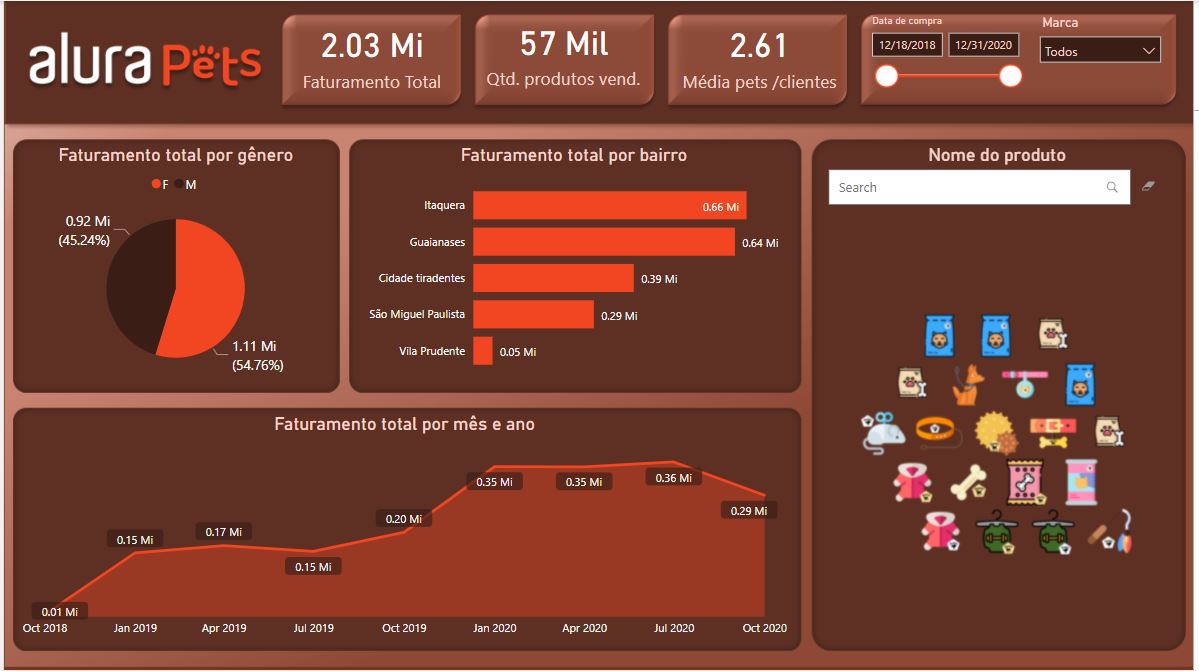 alura Pets
2.03 Mi
Faturamento Total
57 Mil
Qtd. produtos vend.
2.61
Média pets /clientes
Data de compra
12/18/2018
12/31/2020
Marca
Todos
Faturamento total por gênero
F
M
0.92 Mi
(45.24%)
1.11 Mi
(54.76%)
Faturamento total por bairro
Itaquera
0.66 Mi
Guaianases
0.64 Mi
Cidade tiradentes
0.39 Mi
São Miguel Paulista
0.29 Mi
Vila Prudente
0.05 Mi
Nome do produto
Search
Faturamento total por mês e ano
0.01 Mi
0.15 Mi
0.17 Mi
0.15 Mi
0.20 Mi
0.35 Mi
0.35 Mi
0.36 Mi
0.29 Mi
Oct 2018
Jan 2019
Apr 2019
Jul 2019
Oct 2019
Jan 2020
Apr 2020
Jul 2020
Oct 2020